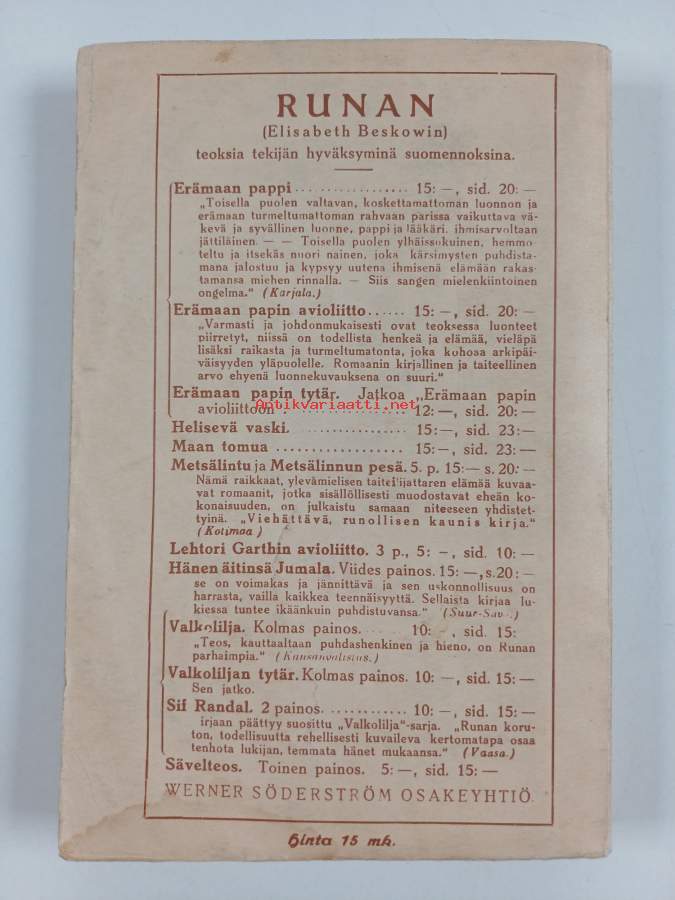 RUNAN
(Elisabeth Beskowin)
teoksia tekijän hyväksyminä suomennoksina.
Erämaan pappi ................ 15: —, sid. 20: —
„Toisella puolen valtavan, koskettamattoman luonnon ja
erämaan turmeltumattoman rahvaan parissa vaikuttava vä-
kevä ja syvällinen luonne, pappi ja lääkäri, ihmisarvoltaan
jättiläinen. — — Toisella puolen ylhäissukuinen, hemmo-
teltu ja itsekäs nuori nainen, joka kärsimysten puhdista-
mana jalostuu ja kypsyy uutena ihmisenä elämään rakas-
tamansa miehen rinnalla. — Siis sangen mielenkiintoinen
ongelma.“ (Karjala.)
Erämaan papin avioliitto...... 15: —, sid. 20: —
„Varmasti ja johdonmukaisesti ovat teoksessa luonteet
piirretyt, niissä on todellista henkeä ja elämää, vieläpä
lisäksi raikasta ja turmeltumatonta, joka kohoaa arkipäi-
väisyyden yläpuolelle. Romaanin kirjallinen ja taiteellinen
arvo ehyenä luonnekuvauksena on suuri.“
Erämaan papin tytär. Jatkoa „Erämaan papin
avioliittoon“. ................ 12: —, sid. 20: —
Antikvariaatti.net
Helisevä vaski. ................ 15: —, sid. 23: —
Maan tomua .................. 15: —, sid. 23: —
Metsälintu ja Metsälinnun pesä. 5. p. 15: — s. 20: —
Nämä raikkaat, ylevämielisen taiteilijattaren elämää kuvaa-
vat romaanit, jotka sisällöllisesti muodostavat eheän ko-
konaisuuden, on julkaistu samaan niteeseen yhdistet-
tyinä. „Viehättävä, runollisen kaunis kirja.“
(Kotimaa.)
Lehtori Garthin avioliitto. 3 p., 5: —, sid. 10: —
Hänen äitinsä Jumala. Viides painos. 15: —, s. 20: —
se on voimakas ja jännittävä ja sen uskonnollisuus on
harrasta, vailla kaikkea teennäisyyttä. Sellaista kirjaa lu-
kiessa tuntee ikäänkuin puhdistuvansa.“ (Suur-Savo.)
Valkolilja. Kolmas painos. 10: —, sid. 15:
„Teos, kauttaaltaan puhdashenkinen ja hieno, on Runan
parhaimpia.“ (Kansanvalistus.)
Valkoliljan tytär. Kolmas painos. 10: —, sid. 15: —
Sen jatko.
Sif Randal. 2 painos. ............ 10: —, sid. 15: —
irjaan päättyy suosittu „Valkolilja“-sarja. „Runan koru-
ton, todellisuutta rehellisesti kuvaileva kertomatapa osaa
tenhota lukijan, temmata hänet mukaansa.“ (Vaasa.)
Sävelteos. Toinen painos. 5: —, sid. 15: —
WERNER SÖDERSTRÖM OSAKEYHTIÖ.
Hinta 15 mk.